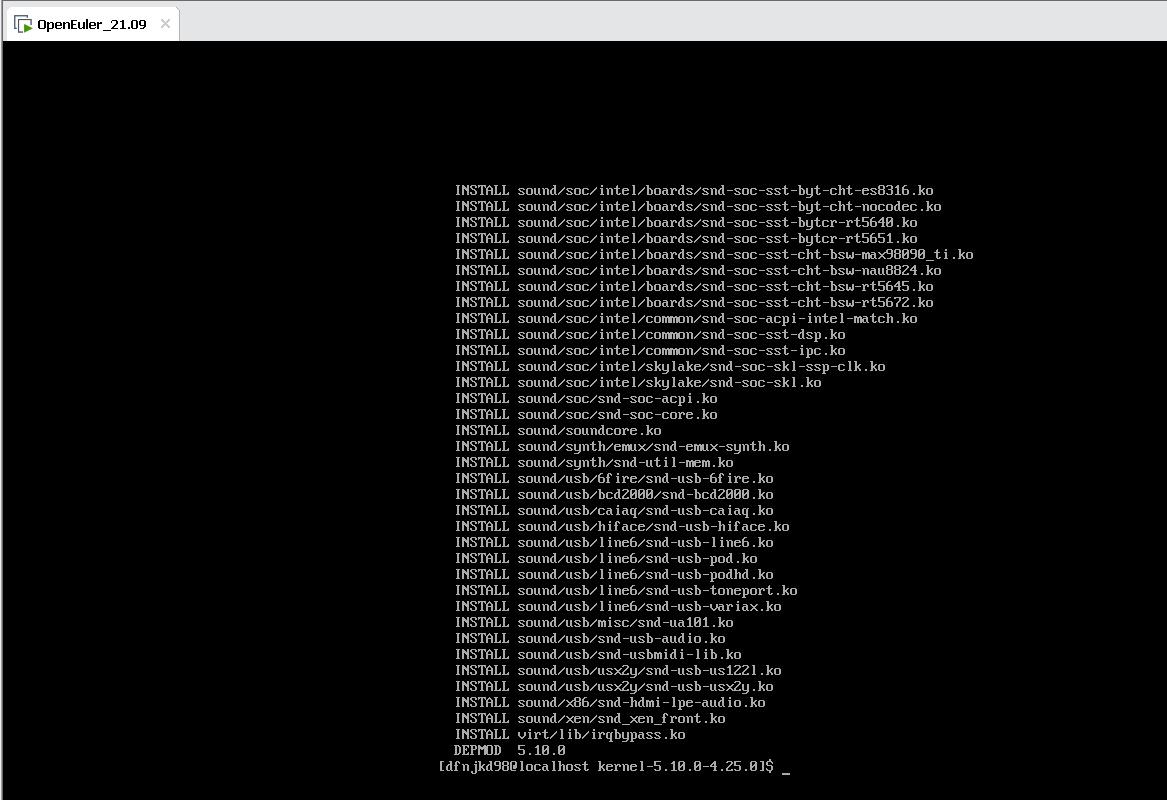 OpenEuler_21.09
INSTALL sound/soc/intel/boards/snd-soc-sst-byt-cht-es8316.ko
INSTALL sound/soc/intel/boards/snd-soc-sst-byt-cht-nocodec.ko
INSTALL sound/soc/intel/boards/snd-soc-sst-bytcr-rt5640.ko
INSTALL sound/soc/intel/boards/snd-soc-sst-bytcr-rt5651.ko
INSTALL sound/soc/intel/boards/snd-soc-sst-cht-bsw-max98090_ti.ko
INSTALL sound/soc/intel/boards/snd-soc-sst-cht-bsw-nau8824.ko
INSTALL sound/soc/intel/boards/snd-soc-sst-cht-bsw-rt5645.ko
INSTALL sound/soc/intel/boards/snd-soc-sst-cht-bsw-rt5672.ko
INSTALL sound/soc/intel/common/snd-soc-acpi-intel-match.ko
INSTALL sound/soc/intel/common/snd-soc-sst-dsp.ko
INSTALL sound/soc/intel/common/snd-soc-sst-ipc.ko
INSTALL sound/soc/intel/skylake/snd-soc-skl-ssp-clk.ko
INSTALL sound/soc/intel/skylake/snd-soc-skl.ko
INSTALL sound/soc/snd-soc-acpi.ko
INSTALL sound/soc/snd-soc-core.ko
INSTALL sound/soundcore.ko
INSTALL sound/synth/emux/snd-emux-synth.ko
INSTALL sound/synth/snd-util-mem.ko
INSTALL sound/usb/6fire/snd-usb-6fire.ko
INSTALL sound/usb/bcd2000/snd-bcd2000.ko
INSTALL sound/usb/caiaq/snd-usb-caiaq.ko
INSTALL sound/usb/hiface/snd-usb-hiface.ko
INSTALL sound/usb/line6/snd-usb-line6.ko
INSTALL sound/usb/line6/snd-usb-pod.ko
INSTALL sound/usb/line6/snd-usb-podhd.ko
INSTALL sound/usb/line6/snd-usb-toneport.ko
INSTALL sound/usb/line6/snd-usb-variax.ko
INSTALL sound/usb/misc/snd-ua101.ko
INSTALL sound/usb/snd-usb-audio.ko
INSTALL sound/usb/snd-usbmidi-lib.ko
INSTALL sound/usb/usx2y/snd-usb-us122l.ko
INSTALL sound/usb/usx2y/snd-usb-usx2y.ko
INSTALL sound/x86/snd-hdmi-lpe-audio.ko
INSTALL sound/xen/snd_xen_front.ko
INSTALL virt/lib/irqbypass.ko
DEPMOD 5.10.0
[dfnjkd98@localhost kernel-5.10.0-4.25.0]$ _